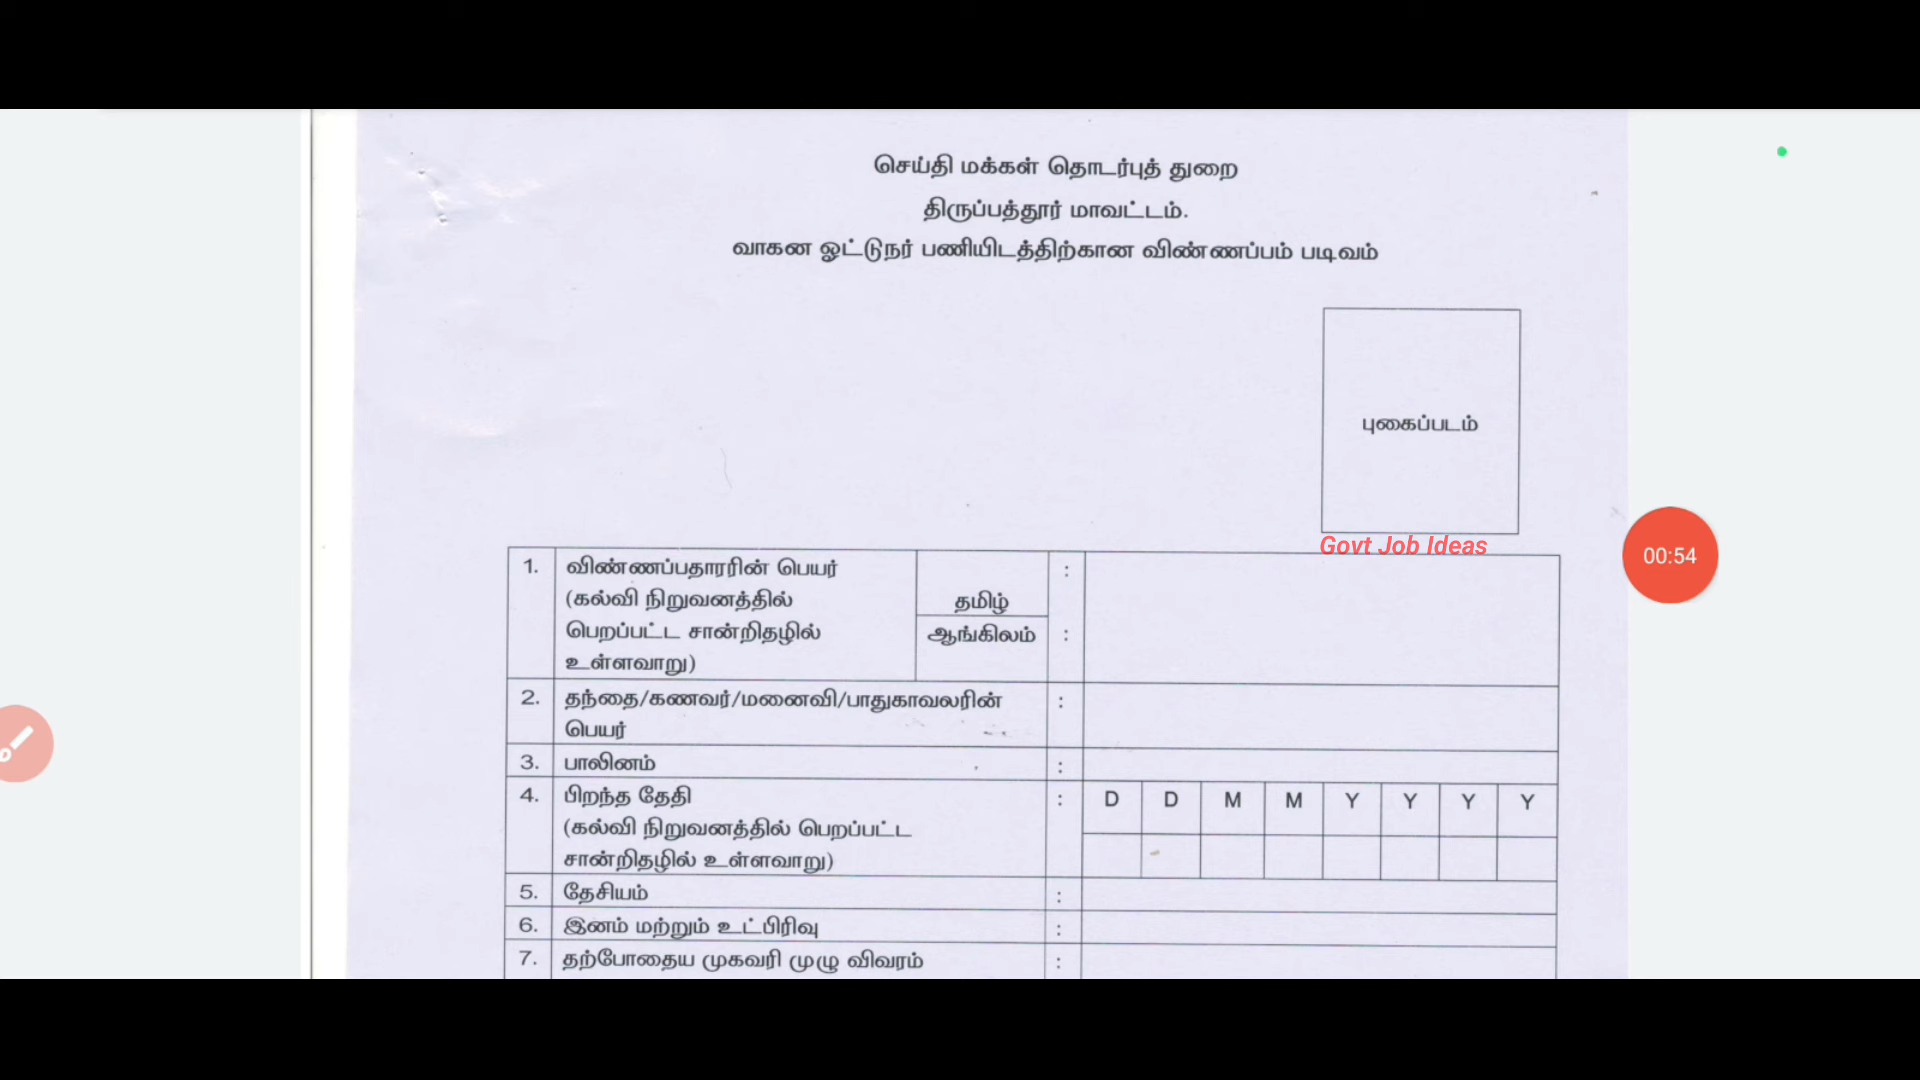 செய்தி மக்கள் தொடர்புத் துறை
திருப்பத்தூர் மாவட்டம்.
வாகன ஓட்டுநர் பணியிடத்திற்கான விண்ணப்பம் படிவம்
புகைப்படம்
Govt Job Ideas
00:54
1. விண்ணப்பதாரரின் பெயர் :
(கல்வி நிறுவனத்தில் தமிழ்
பெறப்பட்ட சான்றிதழில் ஆங்கிலம் :
உள்ளவாறு)
2. தந்தை/கணவர்/மனைவி/பாதுகாவலரின் :
பெயர்
3. பாலினம் :
4. பிறந்த தேதி : D D M M Y Y Y Y
(கல்வி நிறுவனத்தில் பெறப்பட்ட
சான்றிதழில் உள்ளவாறு)
5. தேசியம் :
6. இனம் மற்றும் உட்பிரிவு :
7. தற்போதைய முகவரி முழு விவரம் :